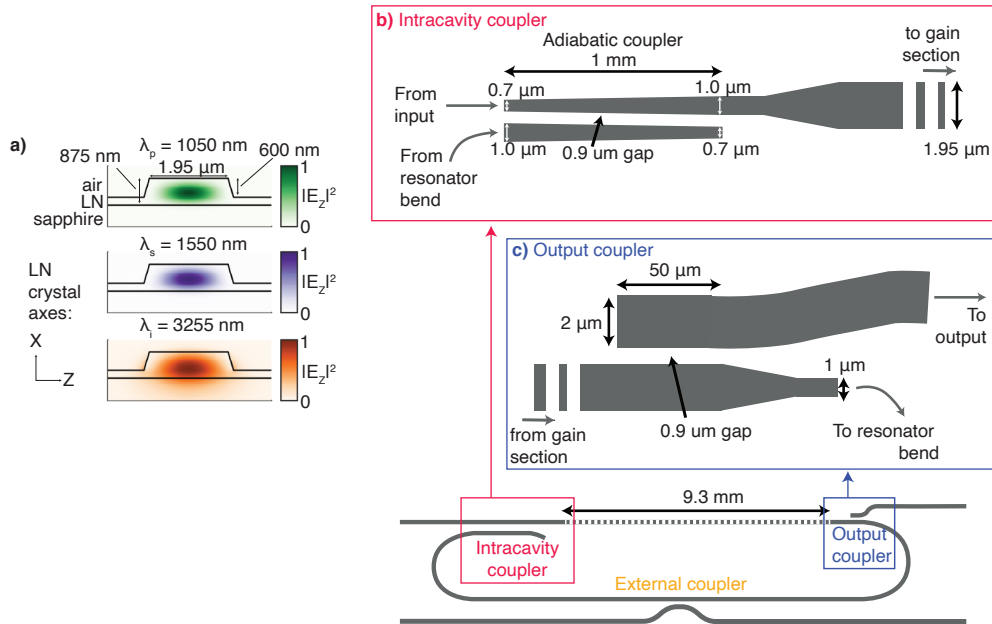 a)
λp = 1050 nm
875 nm
600 nm
1.95 µm
air
LN
sapphire
1
|EZ|²
0
λs = 1550 nm
1
|EZ|²
0
LN
crystal
axes:
λi = 3255 nm
1
|EZ|²
0
X
Z
b) Intracavity coupler
Adiabatic coupler
1 mm
to gain
section
0.7 µm
1.0 µm
From
input
1.0 µm
0.9 um gap
0.7 µm
1.95 µm
From
resonator
bend
c) Output coupler
50 µm
2 µm
To
output
1 µm
from gain
section
0.9 um gap
To resonator
bend
9.3 mm
Intracavity
coupler
Output
coupler
External coupler